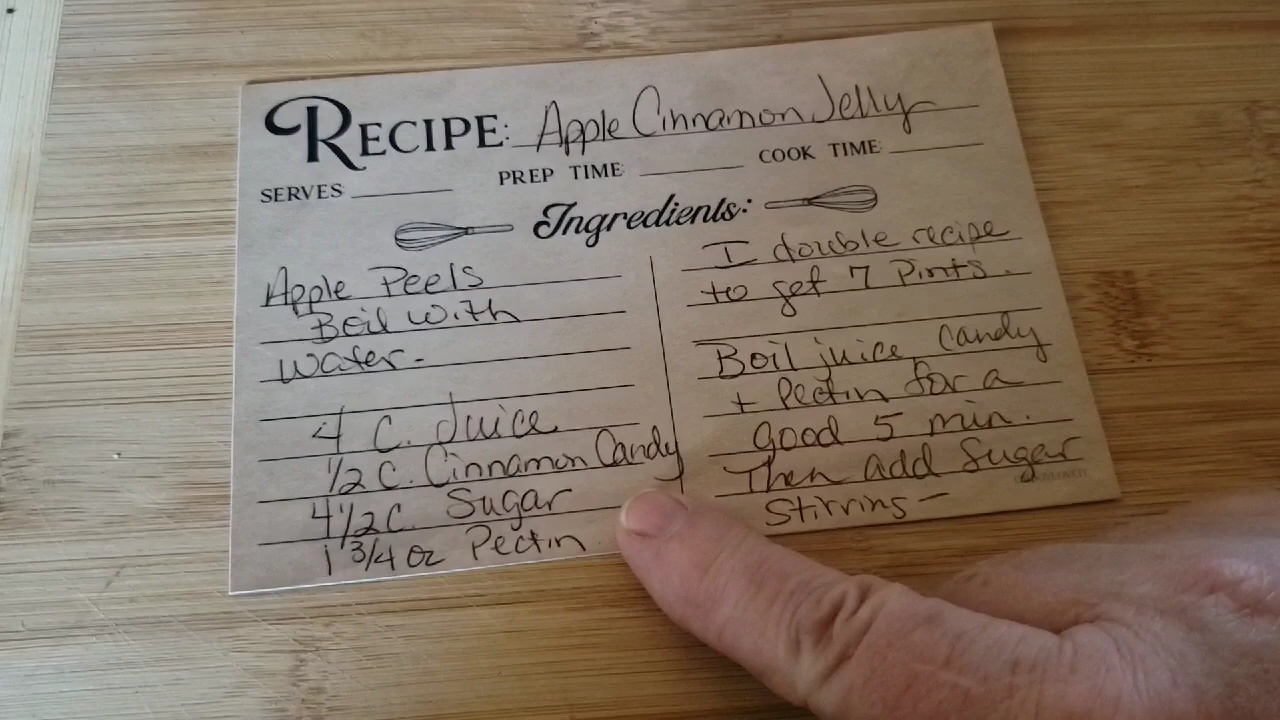 RECIPE: Apple Cinnamon Jelly
SERVES PREP TIME: COOK TIME:
Ingredients:
Apple Peels
Boil with
Water-
4 C. Juice
1/2 C. Cinnamon Candy
4 1/2 C. Sugar
1 3/4 oz Pectin
I double recipe
to get 7 Pints.
Boil juice, Candy
+ Pectin for a
good 5 min.
Then add Sugar
Stirring-